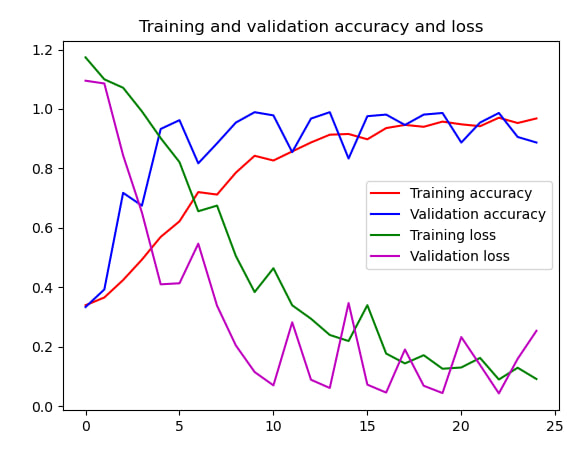 Training and validation accuracy and loss
1.2
1.0
0.8
0.6
0.4
0.2
0.0
Training accuracy
Validation accuracy
Training loss
Validation loss
0 5 10 15 20 25